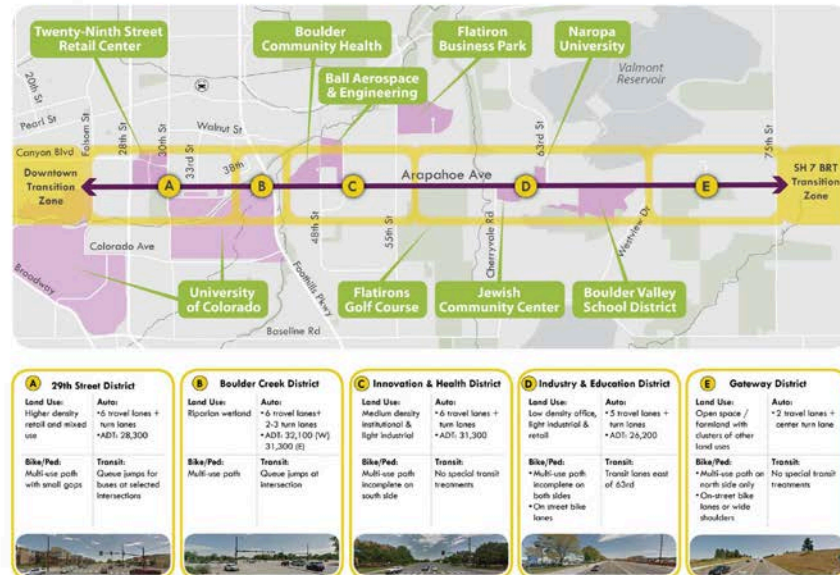 Twenty-Ninth Street
Retail Center
Boulder
Community Health
Ball Aerospace
& Engineering
Flatiron
Business Park
Naropa
University
Valmont
Reservoir
20th St
Pearl St
Folsom St
28th St
30th St
33rd St
Walnut St
38th
63rd St
75th St
Canyon Blvd
Downtown
Transition
Zone
A
B
C
Arapahoe Ave
D
E
SH 7 BRT
Transition
Zone
Colorado Ave
Broadway
48th St
55th St
Cherryvale Rd
Westview Dr
Foothills Pkwy
Baseline Rd
University
of Colorado
Flatirons
Golf Course
Jewish
Community Center
Boulder Valley
School District
A 29th Street District
Land Use:
Higher density
retail and mixed
use
Auto:
•6 travel lanes +
turn lanes
•ADT: 28,300
Bike/Ped:
Multi-use path
with small gaps
Transit:
Queue jumps for
buses at selected
intersections
B Boulder Creek District
Land Use:
Riparian wetland
Auto:
•6 travel lanes+
2-3 turn lanes
•ADT: 32,100 (W)
31,300 (E)
Bike/Ped:
Multi-use path
Transit:
Queue jumps at
intersection
C Innovation & Health District
Land Use:
Medium density
institutional &
light industrial
Auto:
•6 travel lanes +
turn lanes
•ADT: 31,300
Bike/Ped:
Multi-use path
incomplete on
south side
Transit:
No special transit
treatments
D Industry & Education District
Land Use:
Low density office,
light industrial &
retail
Auto:
•5 travel lanes +
turn lanes
•ADT: 26,200
Bike/Ped:
•Multi-use path
incomplete on
both sides
•On street bike
lanes
Transit:
Transit lanes east
of 63rd
E Gateway District
Land Use:
Open space /
farmland with
clusters of other
land uses
Auto:
•2 travel lanes +
center turn lane
Bike/Ped:
•Multi-use path on
north side only
•On-street bike
lanes or wide
shoulders
Transit:
No special transit
treatments